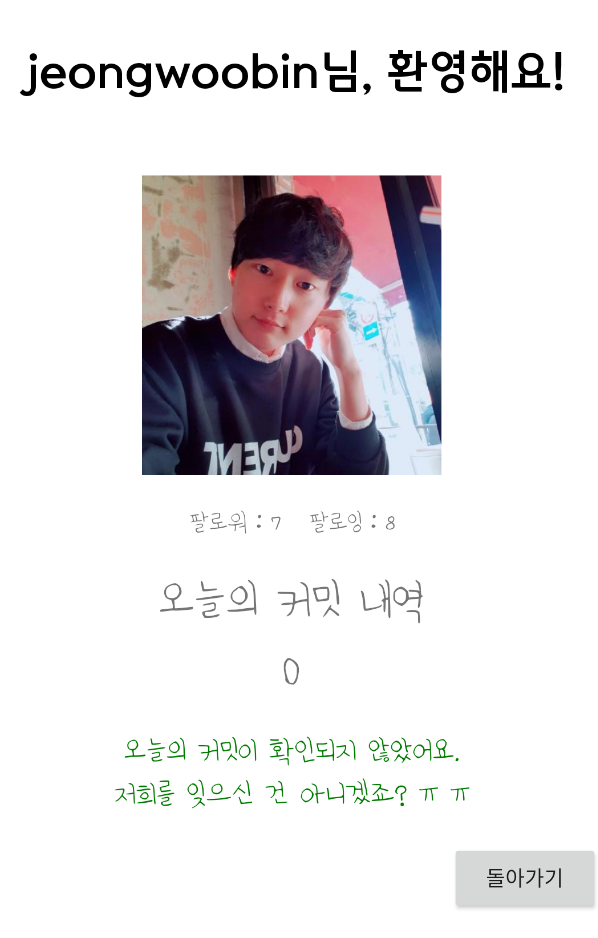 jeongwoobin님, 환영해요!
팔로워 : 7 팔로잉 : 8
오늘의 커밋 내역
0
오늘의 커밋이 확인되지 않았어요.
저희를 잊으신 건 아니겠죠? ㅠ ㅠ
돌아가기